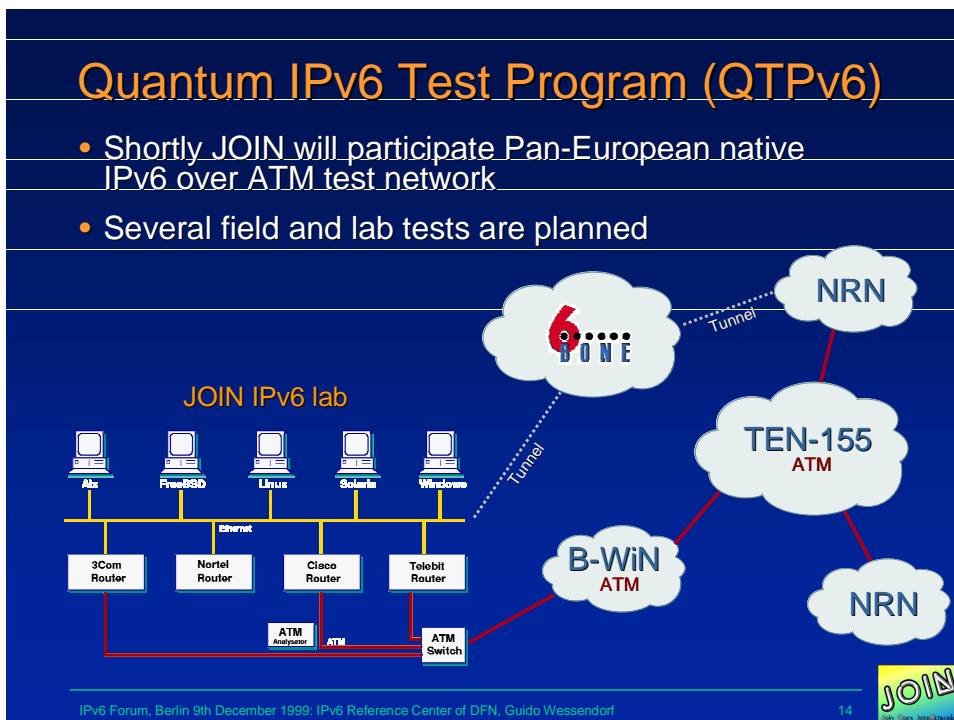 Quantum IPv6 Test Program (QTPv6)
• Shortly JOIN will participate Pan-European native
IPv6 over ATM test network
• Several field and lab tests are planned
NRN
Tunnel
6
BONE
JOIN IPv6 lab
TEN-155
ATM
Tunnel
Aix
FreeBSD
Linux
Solaris
Windows
Ethernet
B-WiN
ATM
3Com
Router
Nortel
Router
Cisco
Router
Telebit
Router
NRN
ATM
Analysator
ATM
ATM
Switch
JOIN
IPv6 Forum, Berlin 9th December 1999: IPv6 Reference Center of DFN, Guido Wessendorf
14